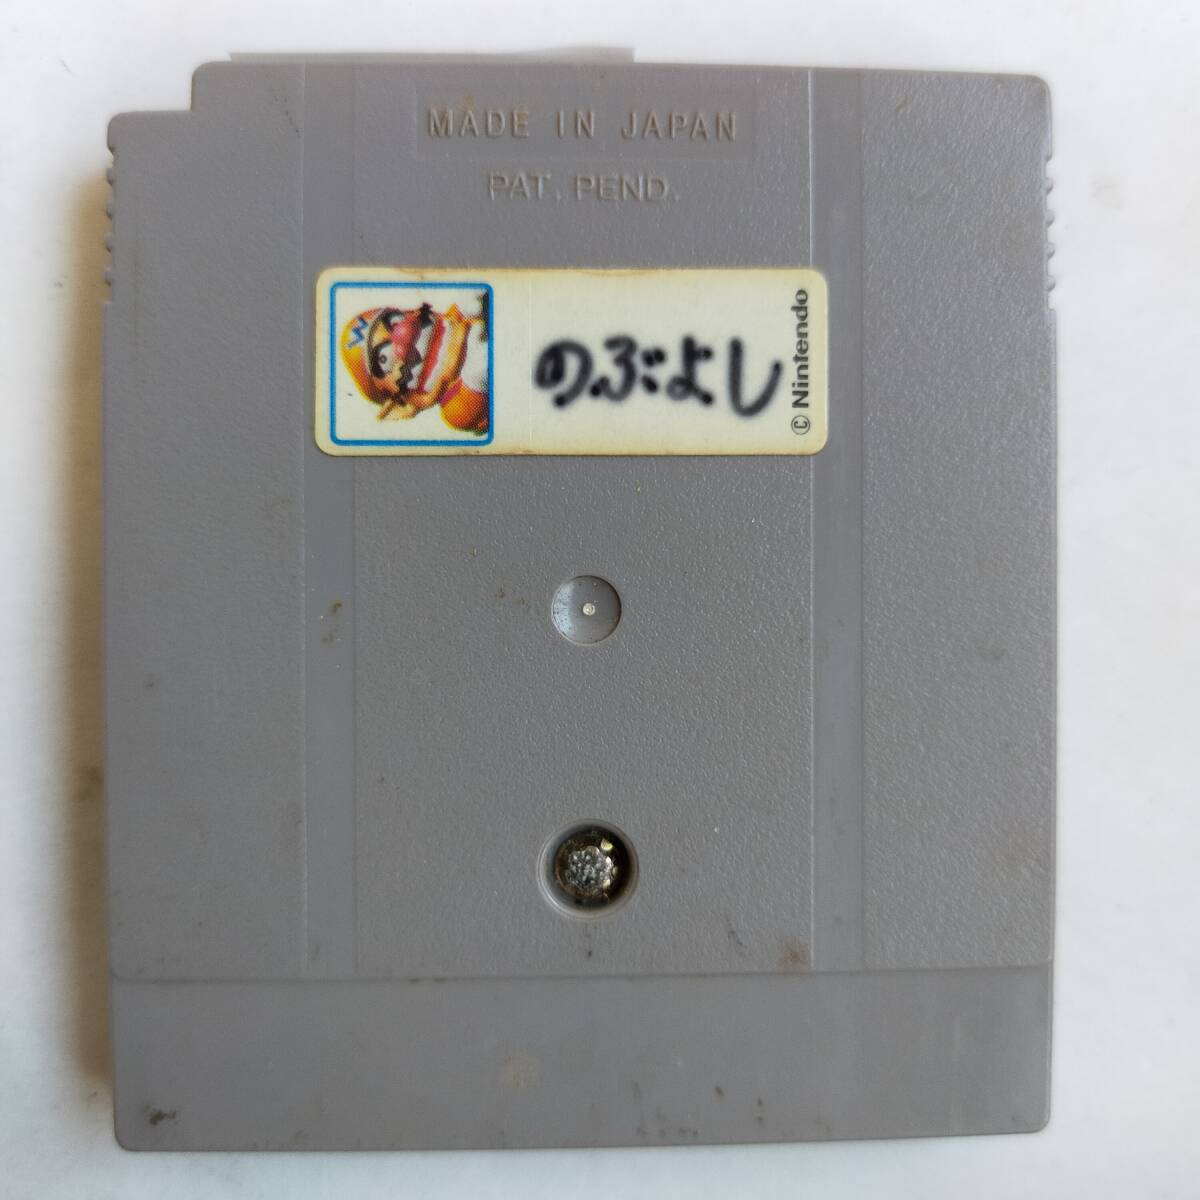 MADE IN JAPAN
PAT. PEND.
W
のぶよし
© Nintendo